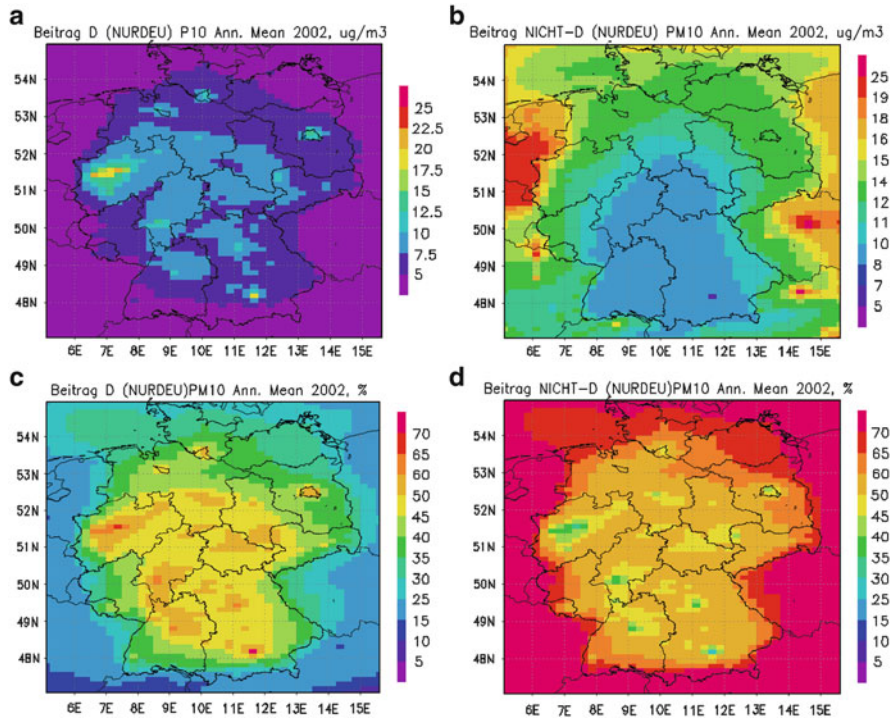 a
Beitrag D (NURDEU) P10 Ann. Mean 2002, ug/m3
54N
53N
52N
51N
50N
49N
48N
6E 7E 8E 9E 10E 11E 12E 13E 14E 15E
25
22.5
20
17.5
15
12.5
10
7.5
5
b
Beitrag NICHT-D (NURDEU) PM10 Ann. Mean 2002, ug/m3
54N
53N
52N
51N
50N
49N
48N
6E 7E 8E 9E 10E 11E 12E 13E 14E 15E
25
19
18
16
15
14
12
11
10
8
7
5
c
Beitrag D (NURDEU)PM10 Ann. Mean 2002, %
54N
53N
52N
51N
50N
49N
48N
6E 7E 8E 9E 10E 11E 12E 13E 14E 15E
70
65
60
50
45
40
35
30
25
20
15
10
5
d
Beitrag NICHT-D (NURDEU)PM10 Ann. Mean 2002, %
54N
53N
52N
51N
50N
49N
48N
6E 7E 8E 9E 10E 11E 12E 13E 14E 15E
70
65
60
50
45
40
35
30
25
20
15
10
5